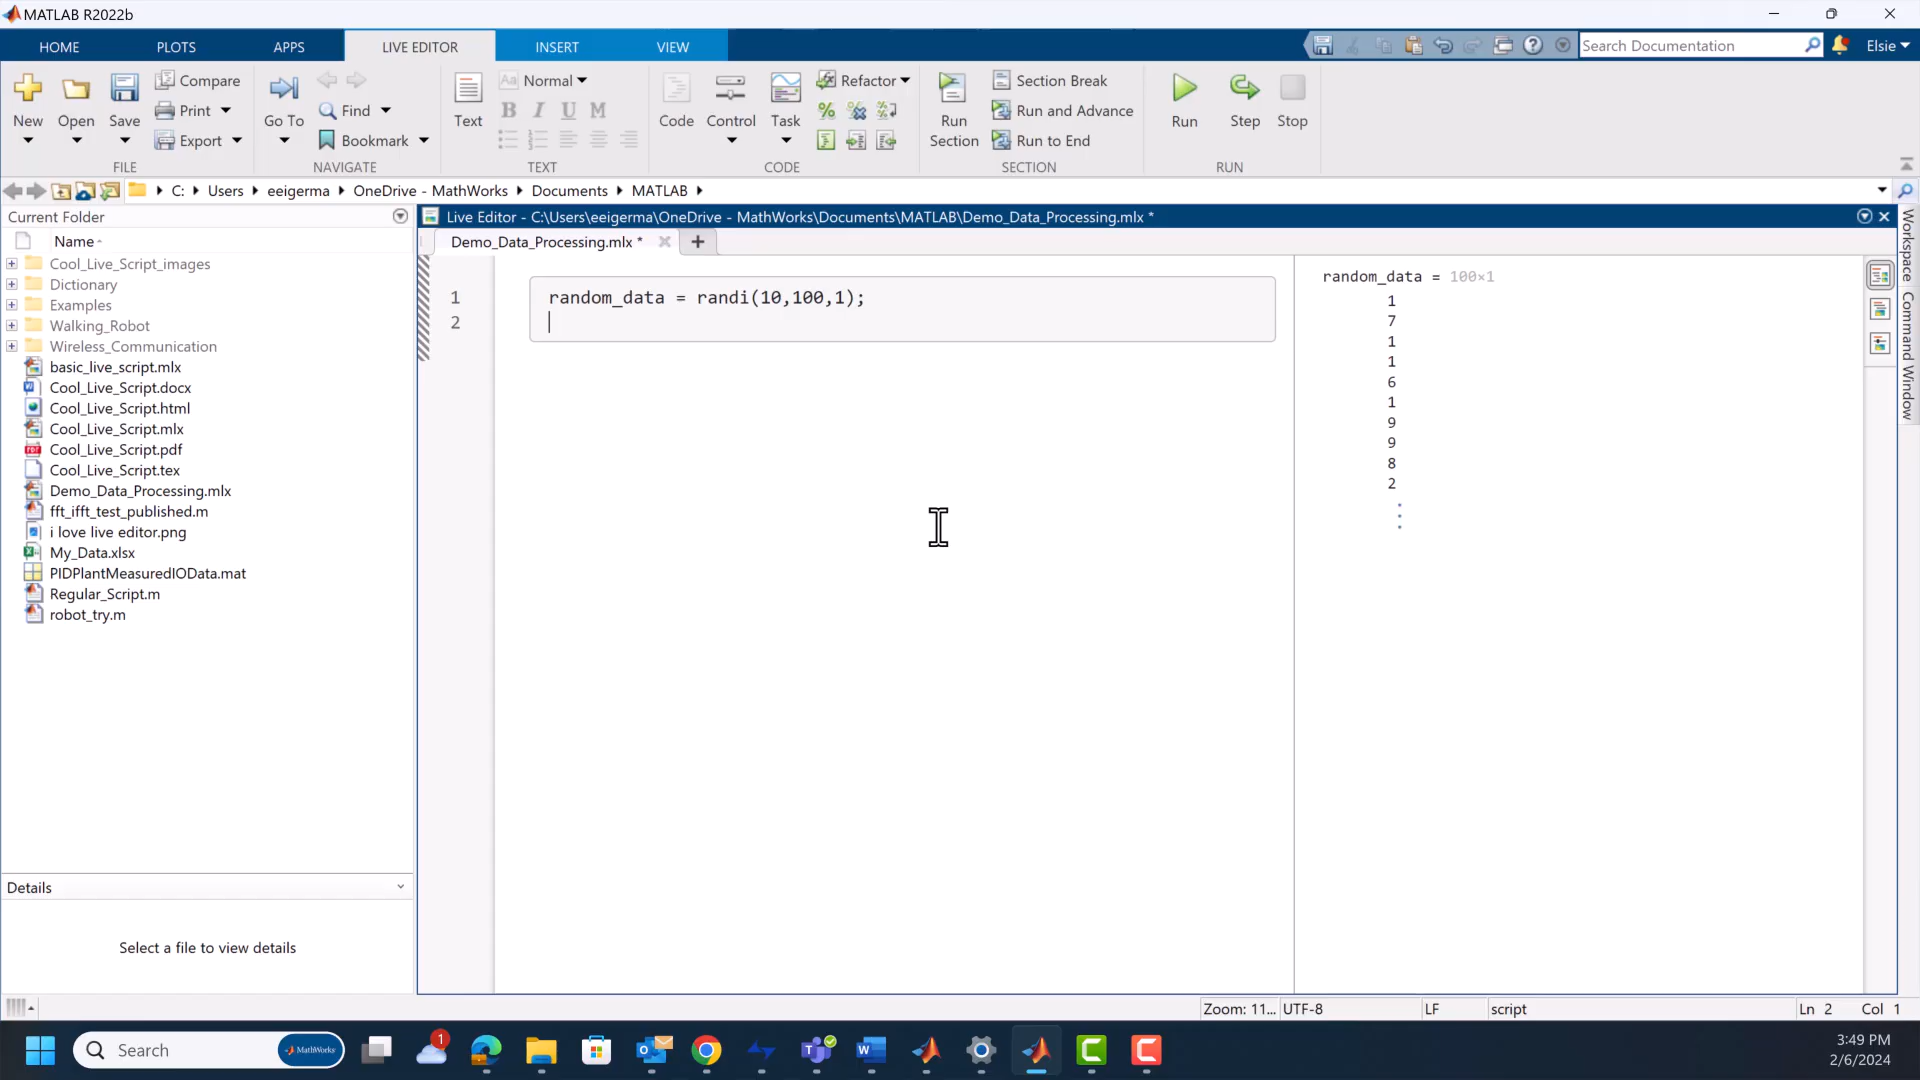 MATLAB R2022b
HOME PLOTS APPS LIVE EDITOR INSERT VIEW Search Documentation Elsie
New Open Save Compare Print Export FILE
Go To Find Bookmark NAVIGATE
Text Aa Normal B I U M TEXT
Code Control Task Refactor CODE
Run Section Section Break Run and Advance Run to End SECTION
Run Step Stop RUN
C: Users eeigerma OneDrive - MathWorks Documents MATLAB
Current Folder
Name
Cool_Live_Script_images
Dictionary
Examples
Walking_Robot
Wireless_Communication
basic_live_script.mlx
Cool_Live_Script.docx
Cool_Live_Script.html
Cool_Live_Script.mlx
Cool_Live_Script.pdf
Cool_Live_Script.tex
Demo_Data_Processing.mlx
fft_ifft_test_published.m
i love live editor.png
My_Data.xlsx
PIDPlantMeasuredIOData.mat
Regular_Script.m
robot_try.m
Details
Select a file to view details
Live Editor - C:\Users\eeigerma\OneDrive - MathWorks\Documents\MATLAB\Demo_Data_Processing.mlx *
Demo_Data_Processing.mlx *
1 random_data = randi(10,100,1);
2
random_data = 100×1
1
7
1
1
6
1
9
9
8
2
Workspace
Command Window
Zoom: 11... UTF-8 LF script Ln 2 Col 1
Search MathWorks 1
3:49 PM
2/6/2024